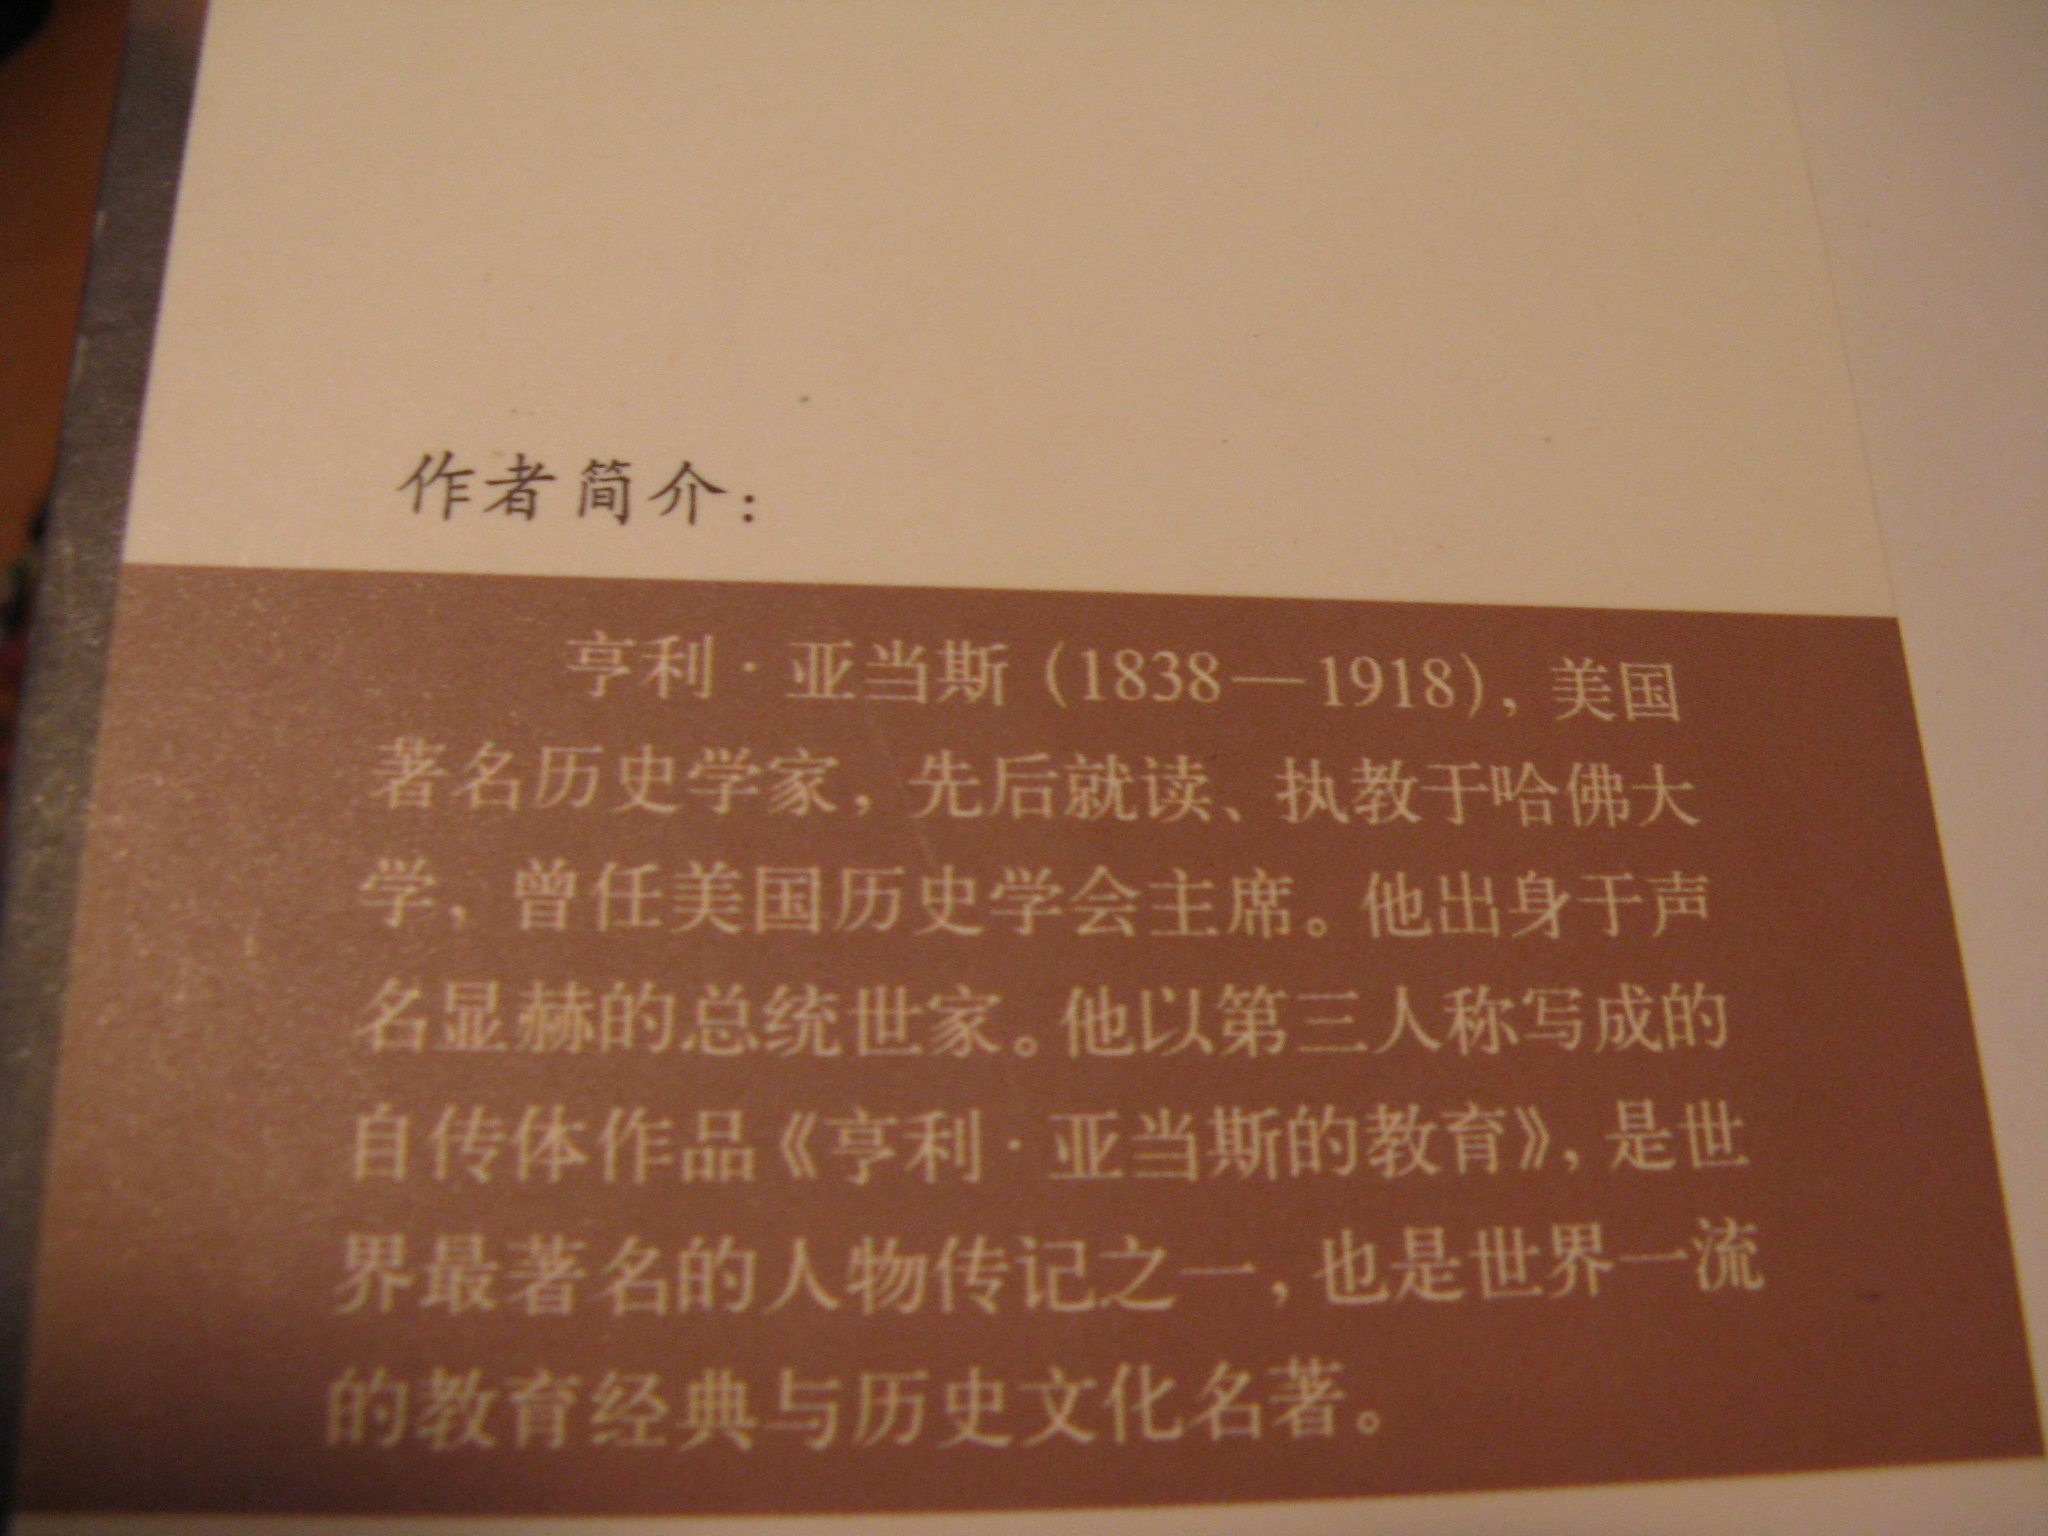 作者简介：
亨利·亚当斯（1838—1918），美国
著名历史学家，先后就读、执教于哈佛大
学，曾任美国历史学会主席。他出身于声
名显赫的总统世家。他以第三人称写成的
自传体作品《亨利·亚当斯的教育》，是世
界最著名的人物传记之一，也是世界一流
的教育经典与历史文化名著。